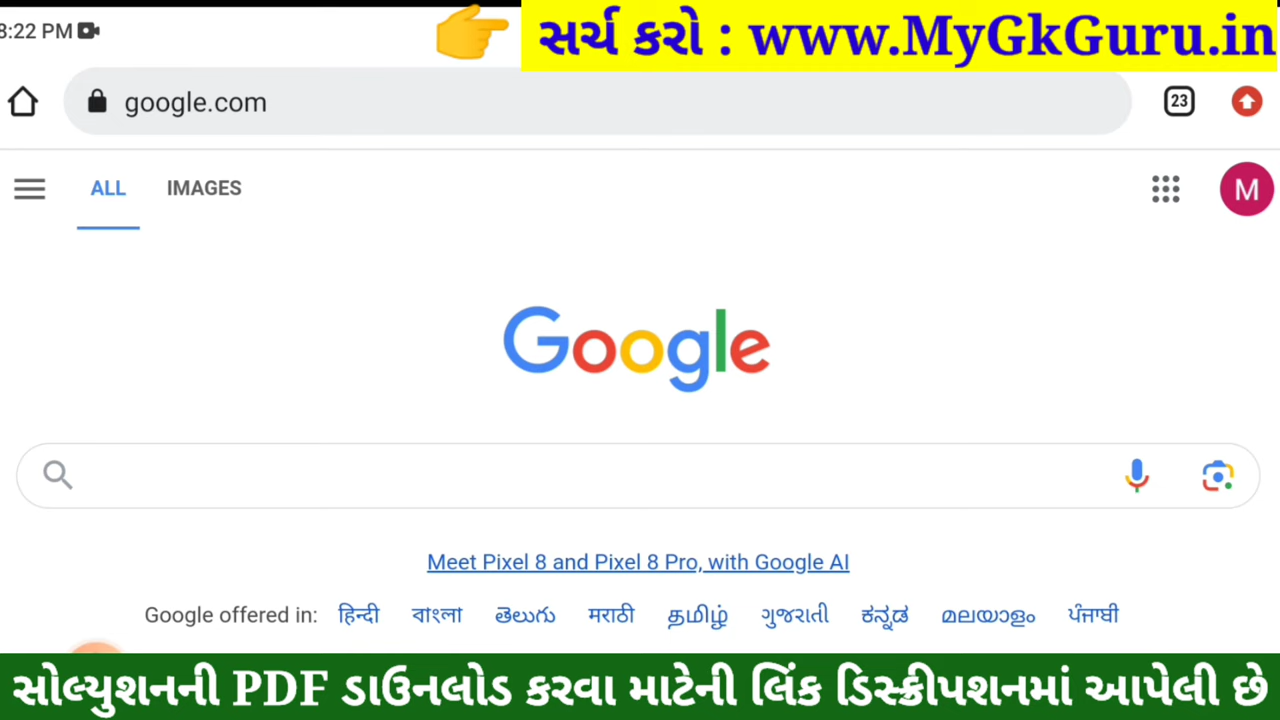 8:22 PM
👉 સર્ચ કરો : www.MyGkGuru.in
google.com
23
ALL IMAGES
M
Google
Meet Pixel 8 and Pixel 8 Pro, with Google AI
Google offered in: हिन्दी বাংলা తెలుగు मराठी தமிழ் ગુજરાતી ಕನ್ನಡ മലയാളം ਪੰਜਾਬੀ
સોલ્યુશનની PDF ડાઉનલોડ કરવા માટેની લિંક ડિસ્ક્રીપશનમાં આપેલી છે